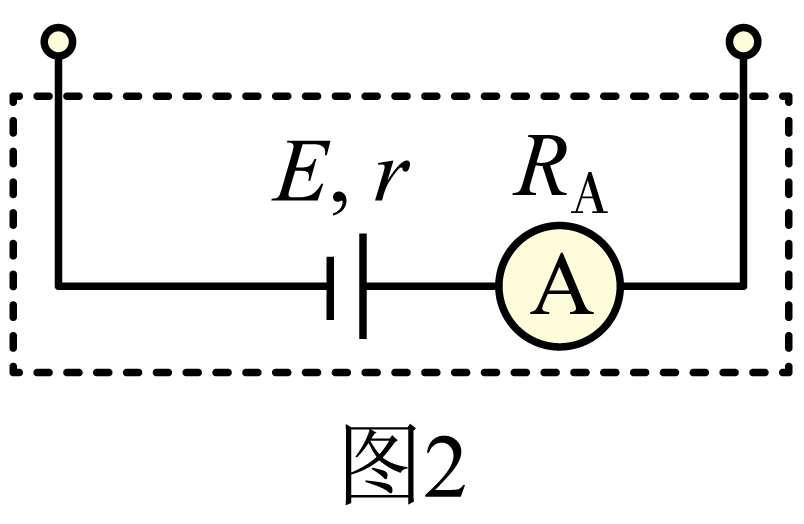 E, r R_A
A
图2